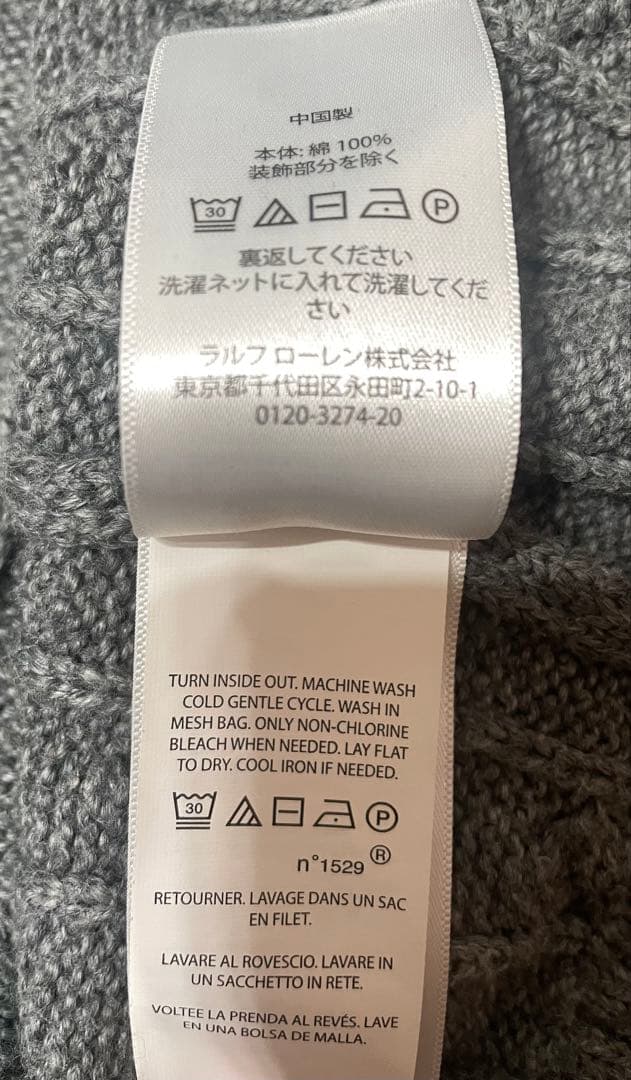 中国製
本体: 綿 100%
装飾部分を除く
30 P
裏返してください
洗濯ネットに入れて洗濯してくだ
さい
ラルフ ローレン株式会社
東京都千代田区永田町2-10-1
0120-3274-20
TURN INSIDE OUT. MACHINE WASH
COLD GENTLE CYCLE. WASH IN
MESH BAG. ONLY NON-CHLORINE
BLEACH WHEN NEEDED. LAY FLAT
TO DRY. COOL IRON IF NEEDED.
30 P
n°1529 ®
RETOURNER. LAVAGE DANS UN SAC
EN FILET.
LAVARE AL ROVESCIO. LAVARE IN
UN SACCHETTO IN RETE.
VOLTEE LA PRENDA AL REVÉS. LAVE
EN UNA BOLSA DE MALLA.